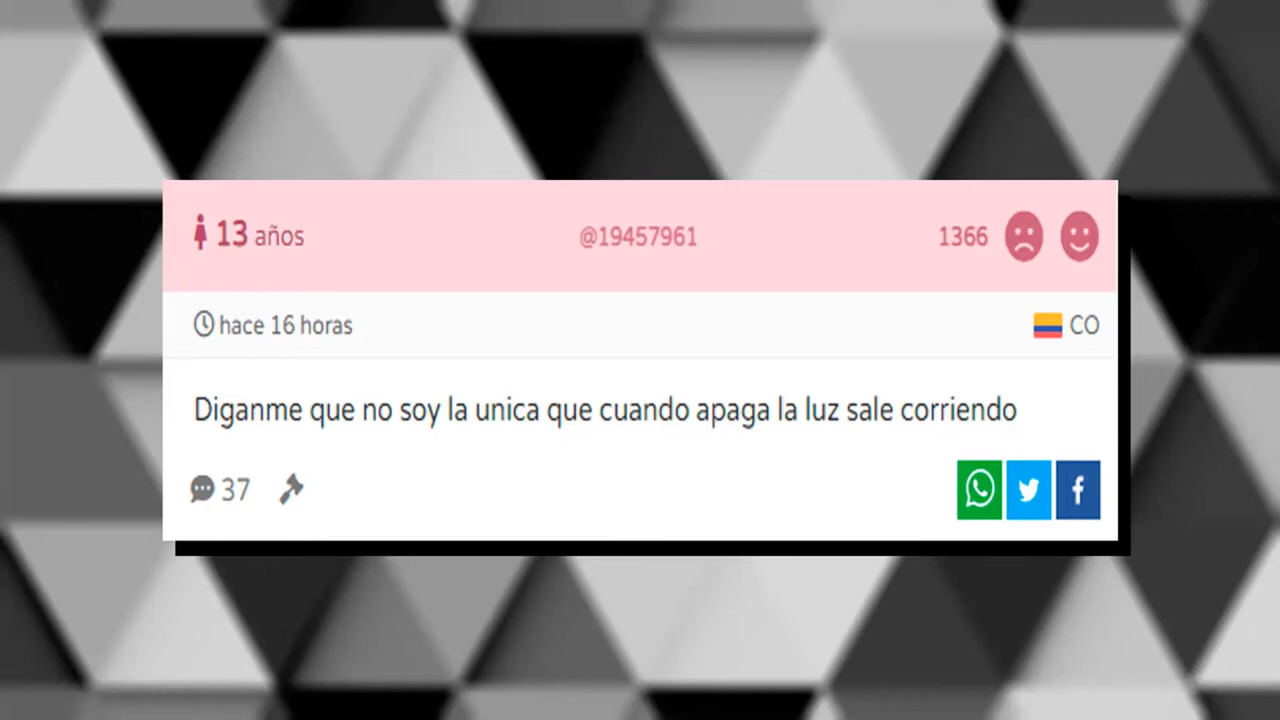 13 años @19457961 1366
hace 16 horas CO
Diganme que no soy la unica que cuando apaga la luz sale corriendo
37